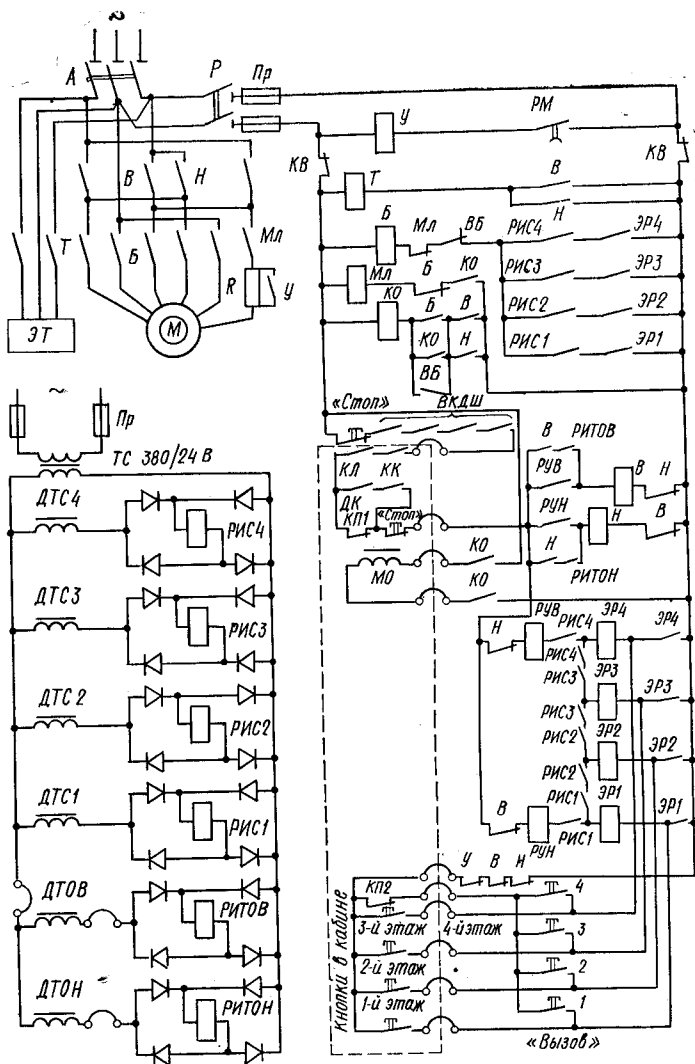 А
Р
Пр
У
РМ
КВ
КВ
В
Н
Т
В
Н
Т
Б
Мл
R
У
М
ЭТ
Б
Мл
ВБ
РИС4
ЭР4
Мл
Б
КО
РИС3
ЭР3
КО
Б
В
РИС2
ЭР2
КО
Н
РИС1
ЭР1
ВБ
«Стоп»
ВКДШ
~
Пр
ТС 380/24 В
КЛ
КК
ДК
КП1
«Стоп»
МО
КО
КО
В
РИТОВ
РУВ
В
Н
РУН
Н
В
Н
РИТОН
ДТС4
РИС4
ДТС3
РИС3
ДТС2
РИС2
ДТС1
РИС1
ДТОВ
РИТОВ
ДТОН
РИТОН
Н
РУВ
РИС4
ЭР4
ЭР4
РИС4
РИС3
ЭР3
ЭР3
РИС3
РИС2
ЭР2
ЭР2
РИС2
РИС1
ЭР1
ЭР1
В
РУН
РИС1
У
В
Н
КП2
4
3-й этаж
4-й этаж
3
2-й этаж
2
1-й этаж
1
Кнопки в кабине
«Вызов»